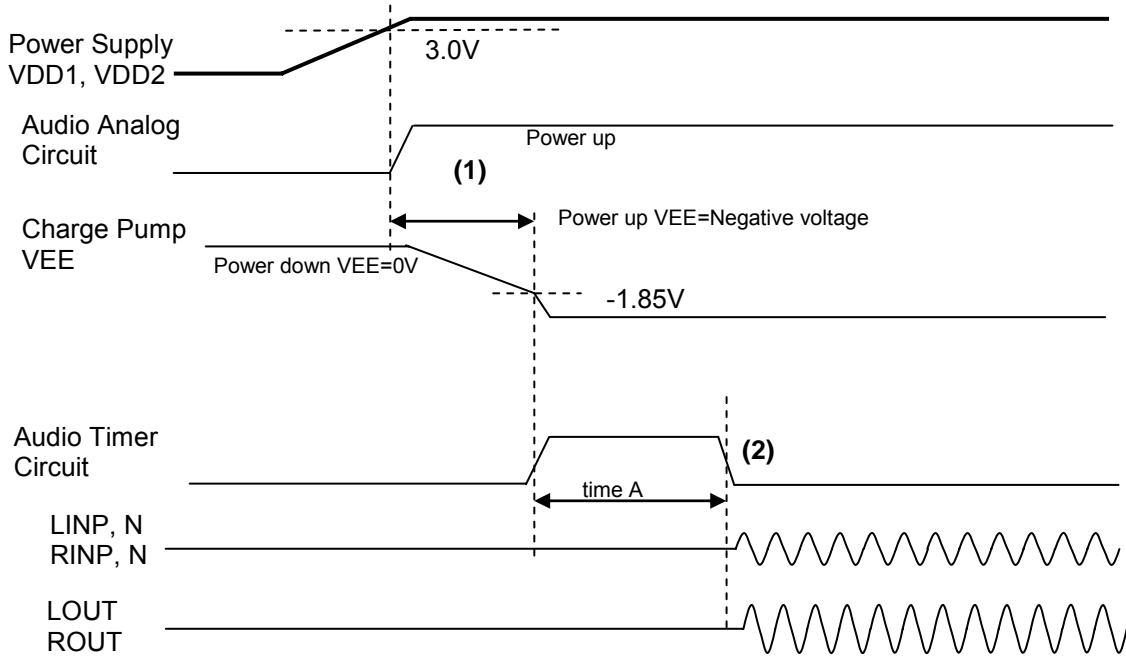 Power Supply
VDD1, VDD2
3.0V
Audio Analog
Circuit
Power up
(1)
Charge Pump
VEE
Power up VEE=Negative voltage
Power down VEE=0V
-1.85V
Audio Timer
Circuit
(2)
time A
LINP, N
RINP, N
LOUT
ROUT